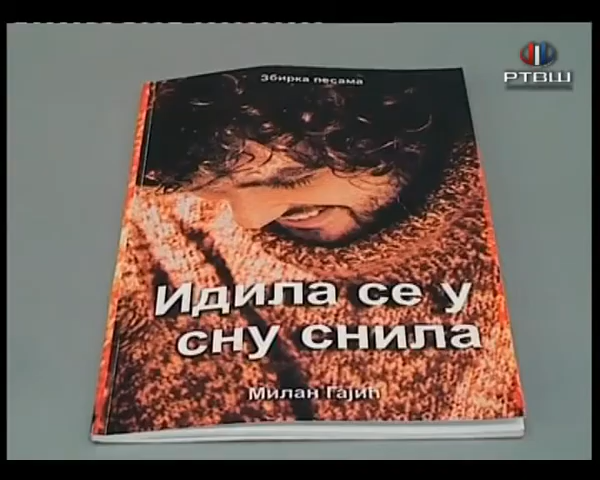 РТВШ
Збирка песама
Идила се у
сну снила
Милан Гајић